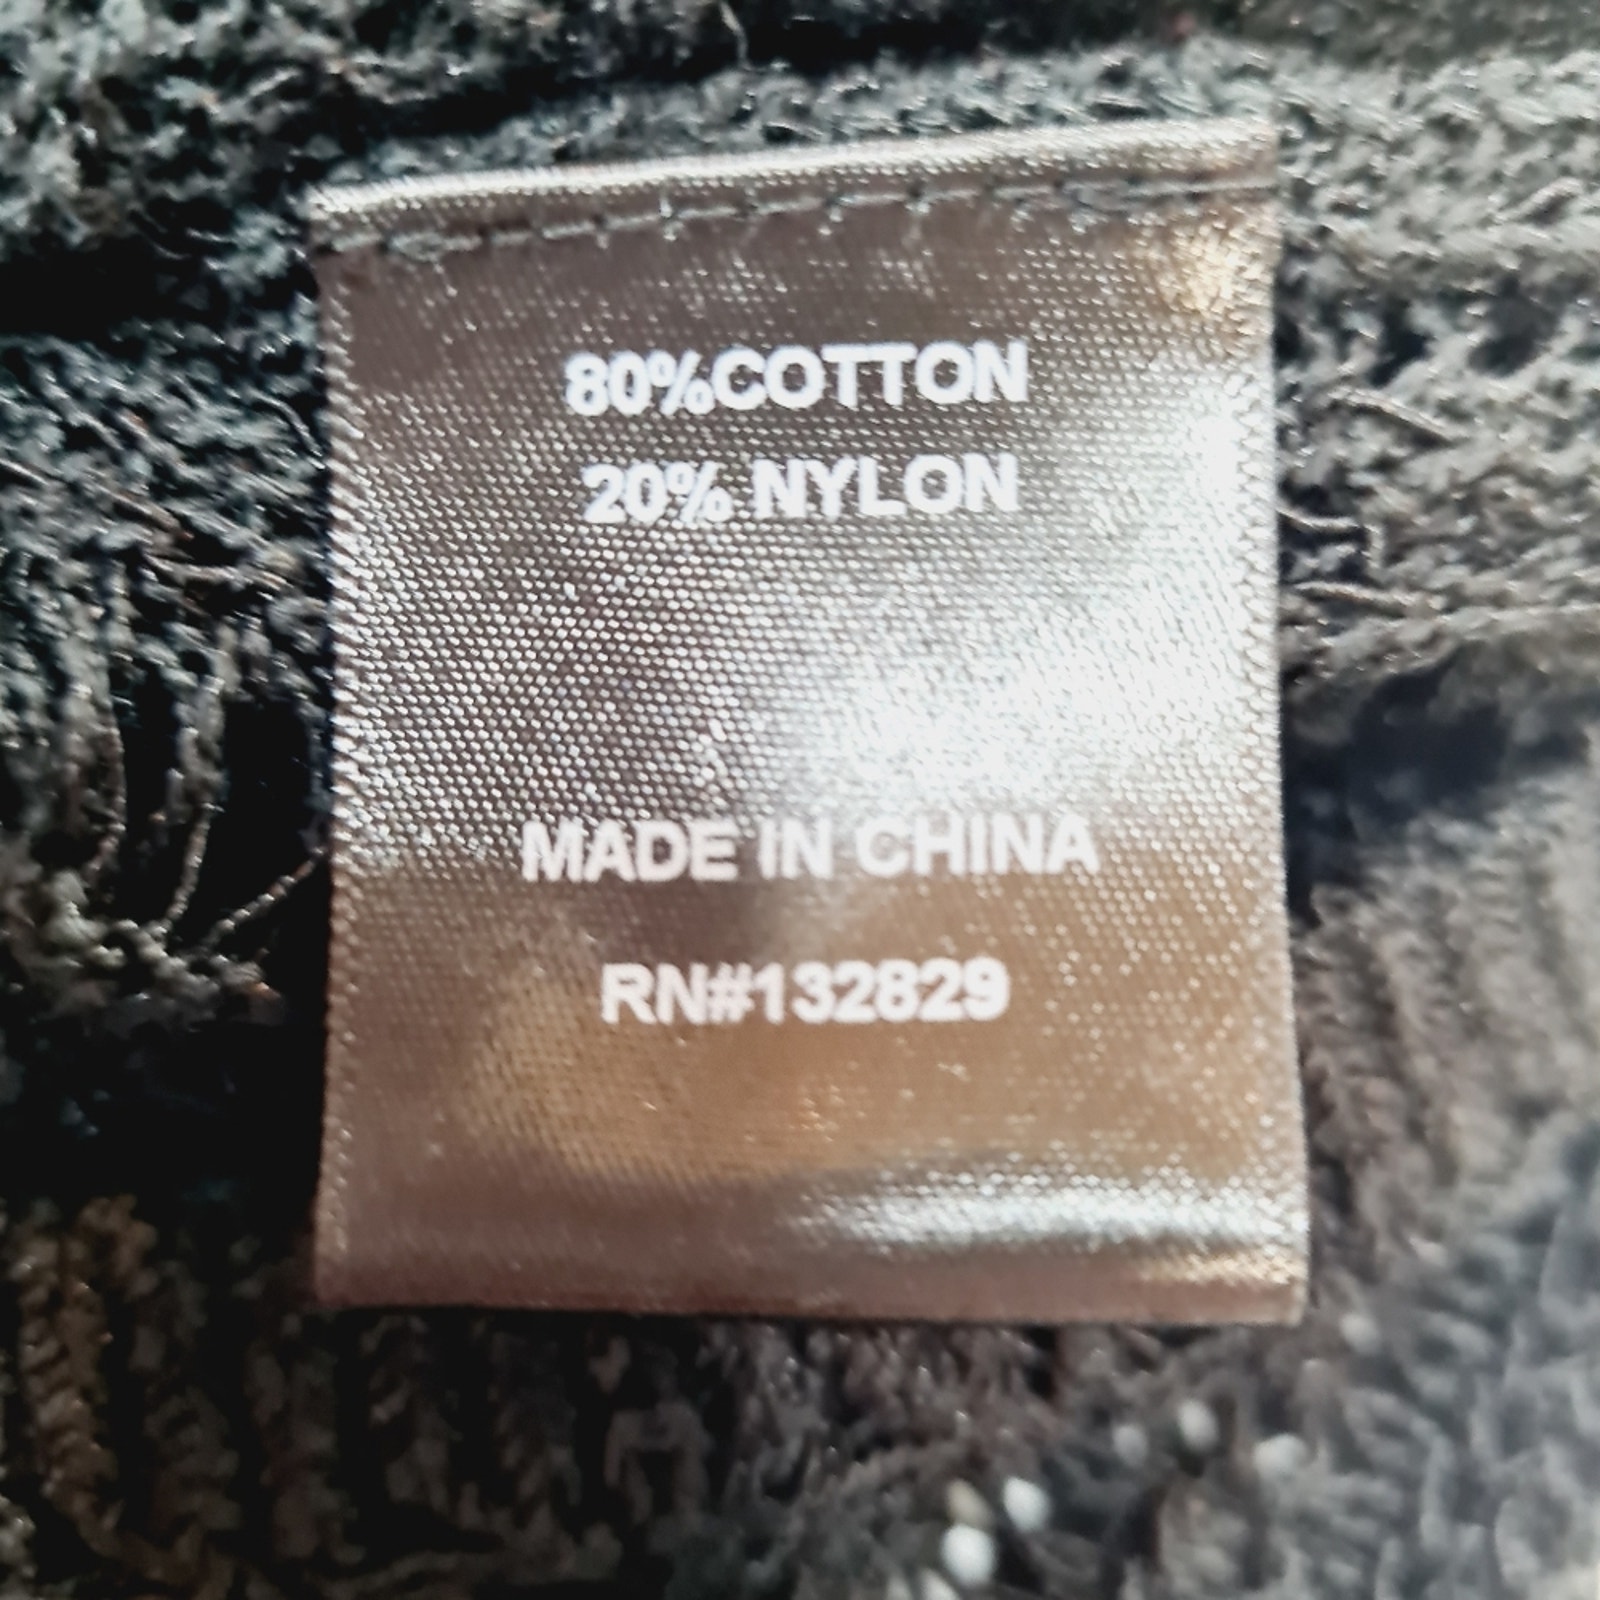 80%COTTON
20% NYLON
MADE IN CHINA
RN#132829